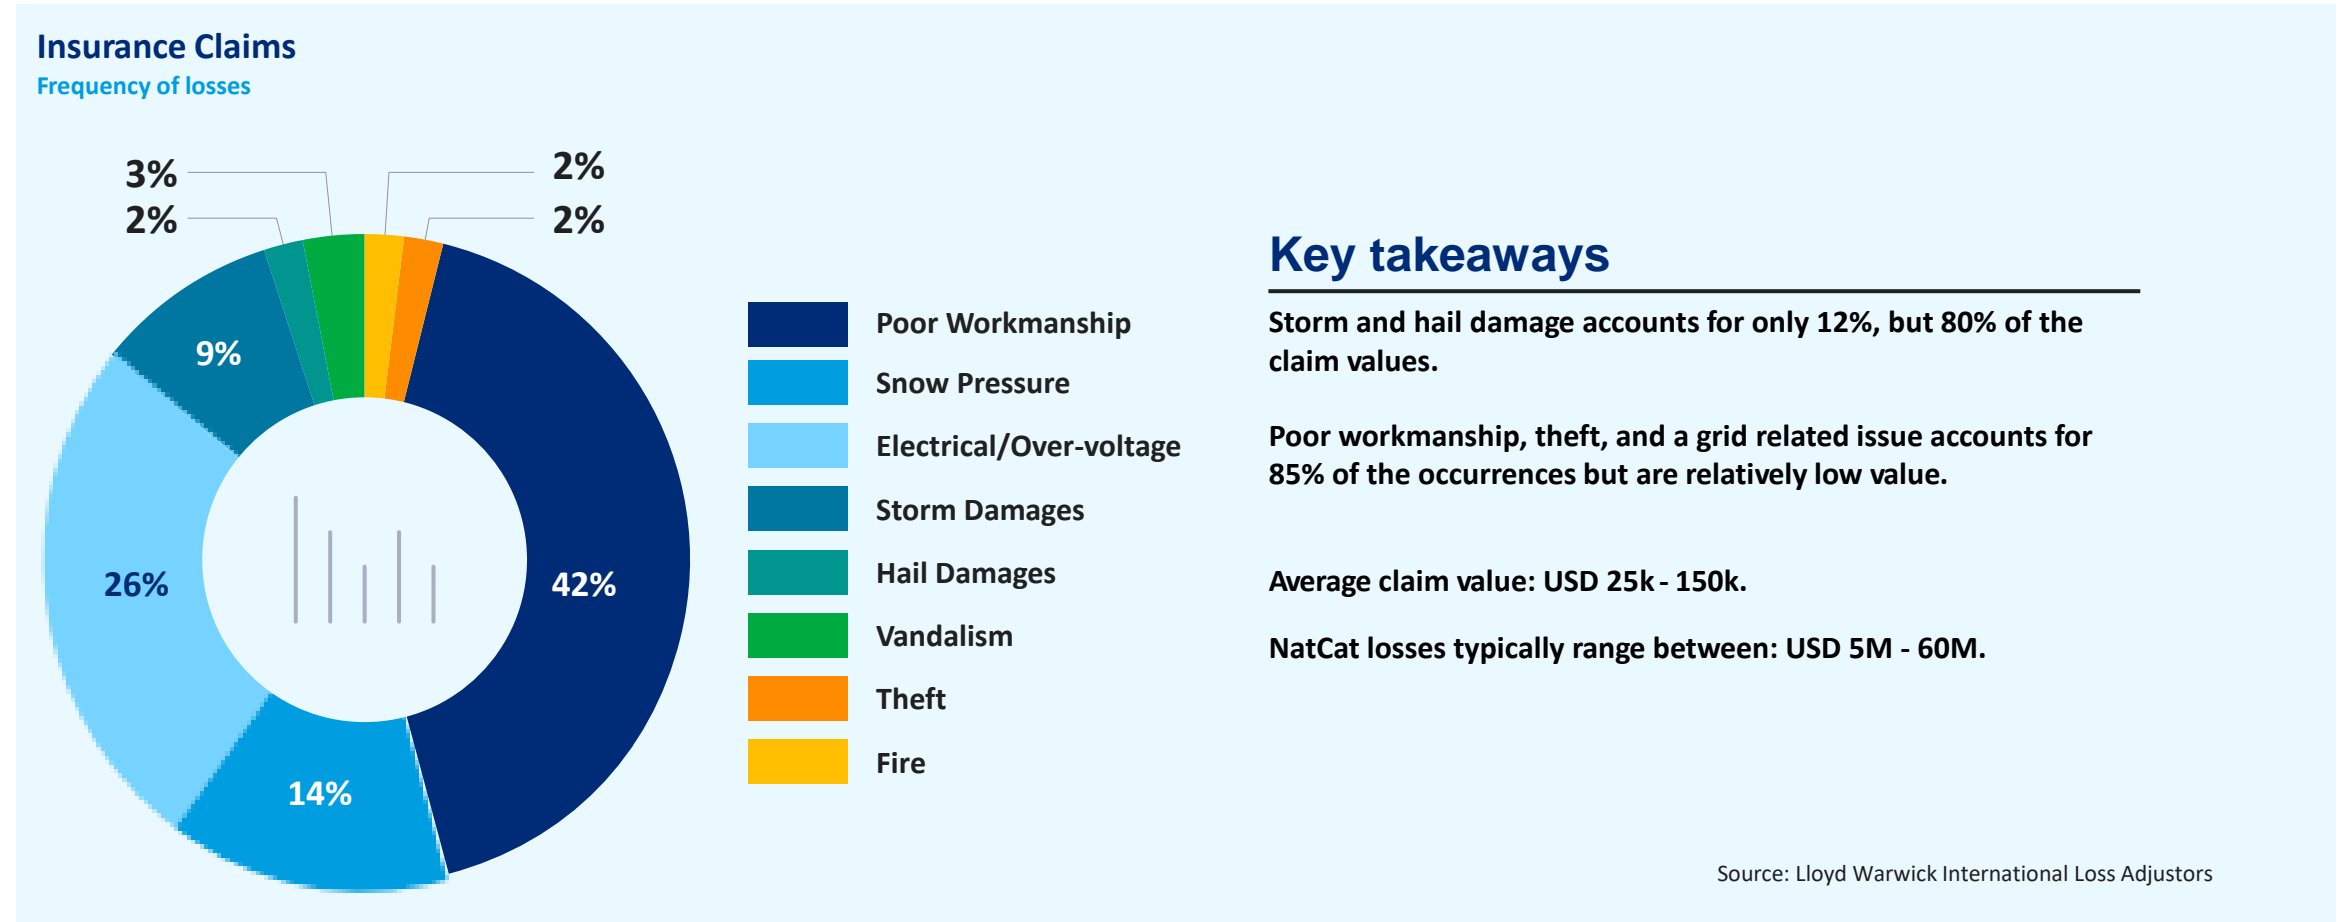 Insurance Claims
Frequency of losses
3%
2%
2%
2%
9%
26%
42%
14%
Poor Workmanship
Snow Pressure
Electrical/Over-voltage
Storm Damages
Hail Damages
Vandalism
Theft
Fire
Key takeaways
Storm and hail damage accounts for only 12%, but 80% of the
claim values.
Poor workmanship, theft, and a grid related issue accounts for
85% of the occurrences but are relatively low value.
Average claim value: USD 25k - 150k.
NatCat losses typically range between: USD 5M - 60M.
Source: Lloyd Warwick International Loss Adjustors